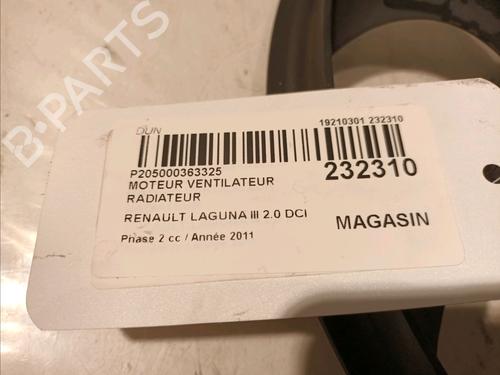 B-PARTS
DUN
19210301 232310
P205000363325
232310
MOTEUR VENTILATEUR
RADIATEUR
RENAULT LAGUNA III 2.0 DCI
MAGASIN
Phase 2 cc / Année 2011